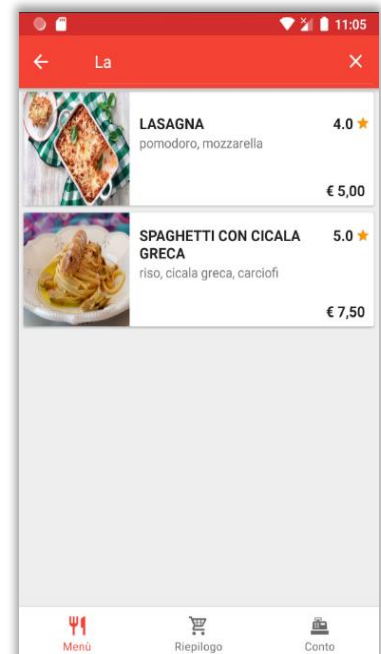 11:05
La
LASAGNA 4.0
pomodoro, mozzarella
€ 5,00
SPAGHETTI CON CICALA 5.0
GRECA
riso, cicala greca, carciofi
€ 7,50
Menù Riepilogo Conto